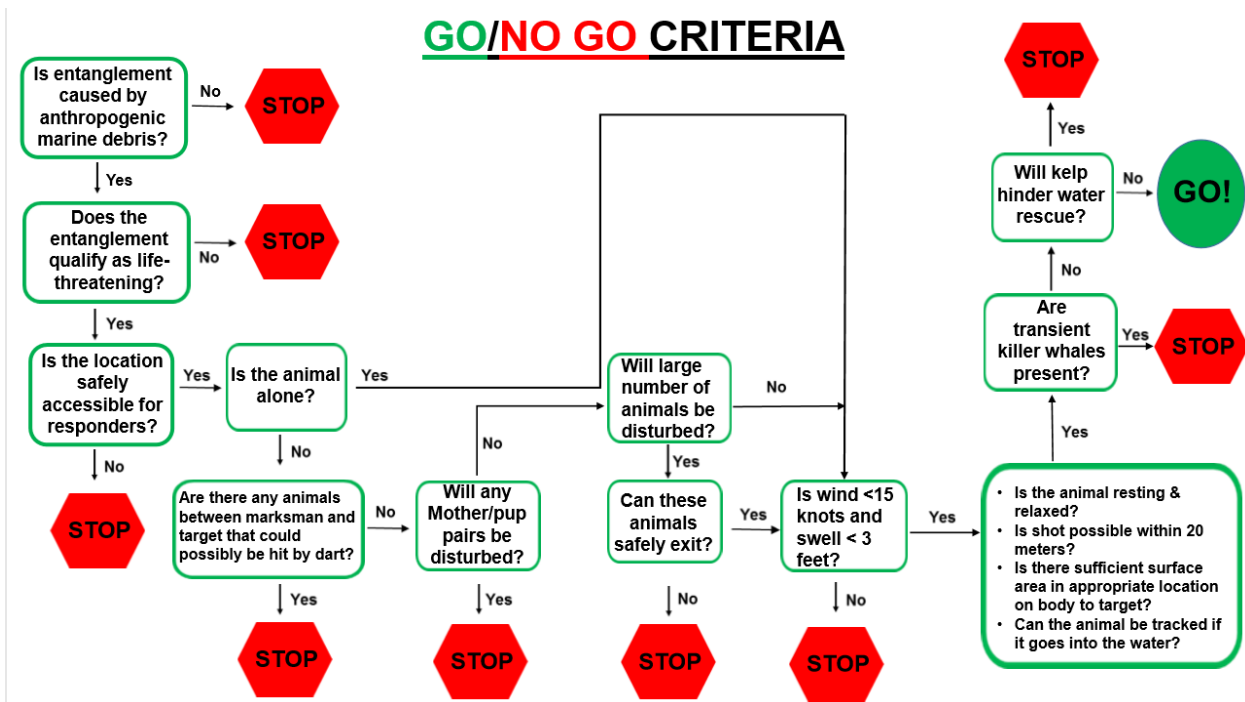 GO/NO GO CRITERIA
Is entanglement
caused by
anthropogenic
marine debris?
No
STOP
Yes
Does the
entanglement
qualify as life-
threatening?
No
STOP
Yes
Is the location
safely
accessible for
responders?
No
STOP
Yes
Is the animal
alone?
Yes
No
Are there any animals
between marksman and
target that could
possibly be hit by dart?
Yes
STOP
No
Will any
Mother/pup
pairs be
disturbed?
Yes
STOP
No
Will large
number of
animals be
disturbed?
No
Yes
Can these
animals
safely exit?
No
STOP
Yes
Is wind <15
knots and
swell < 3
feet?
No
STOP
Yes
• Is the animal resting &
relaxed?
• Is shot possible within 20
meters?
• Is there sufficient surface
area in appropriate location
on body to target?
• Can the animal be tracked if
it goes into the water?
Yes
Are
transient
killer whales
present?
Yes
STOP
No
Will kelp
hinder water
rescue?
Yes
STOP
No
GO!